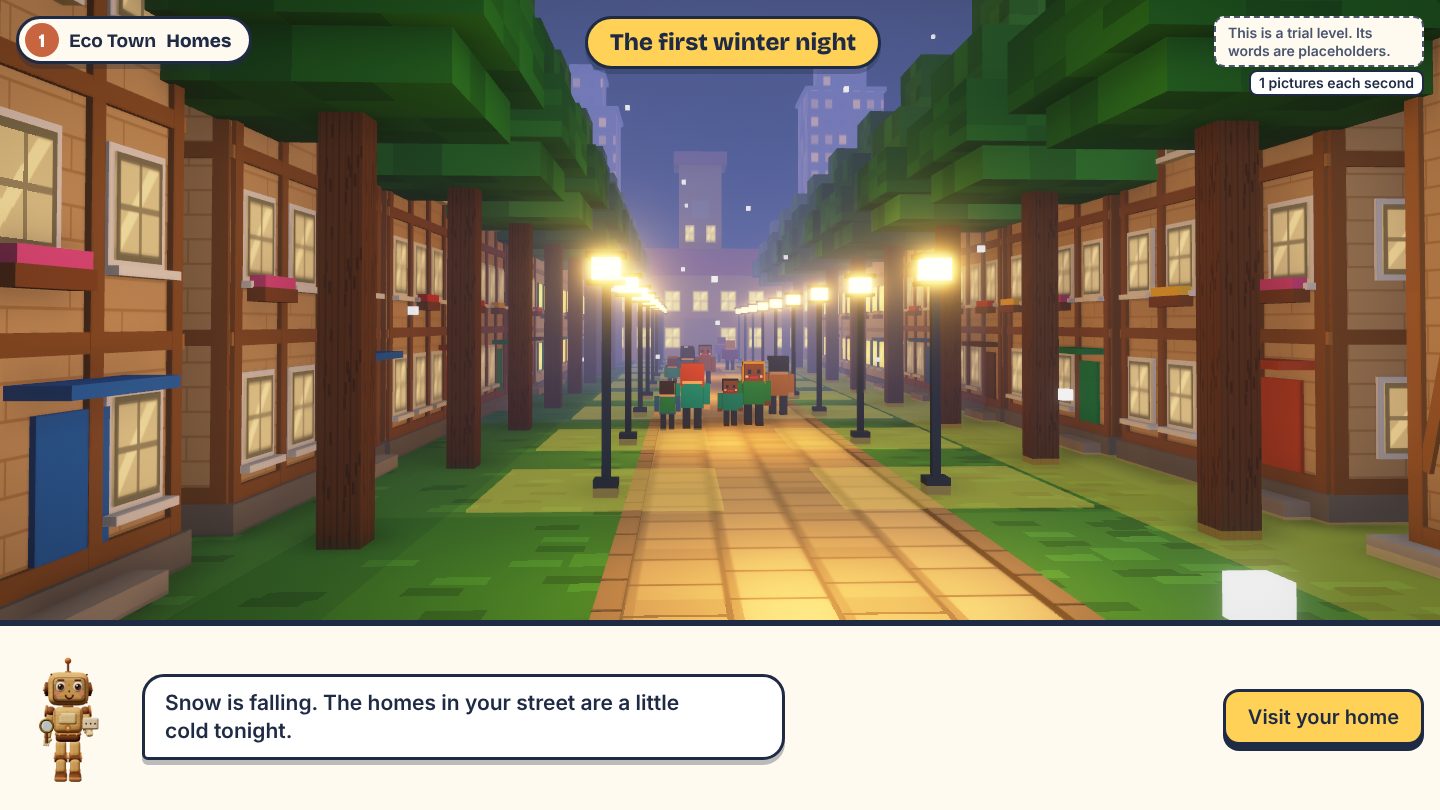 1 Eco Town Homes
The first winter night
This is a trial level. Its
words are placeholders.
1 pictures each second
Snow is falling. The homes in your street are a little
cold tonight.
Visit your home